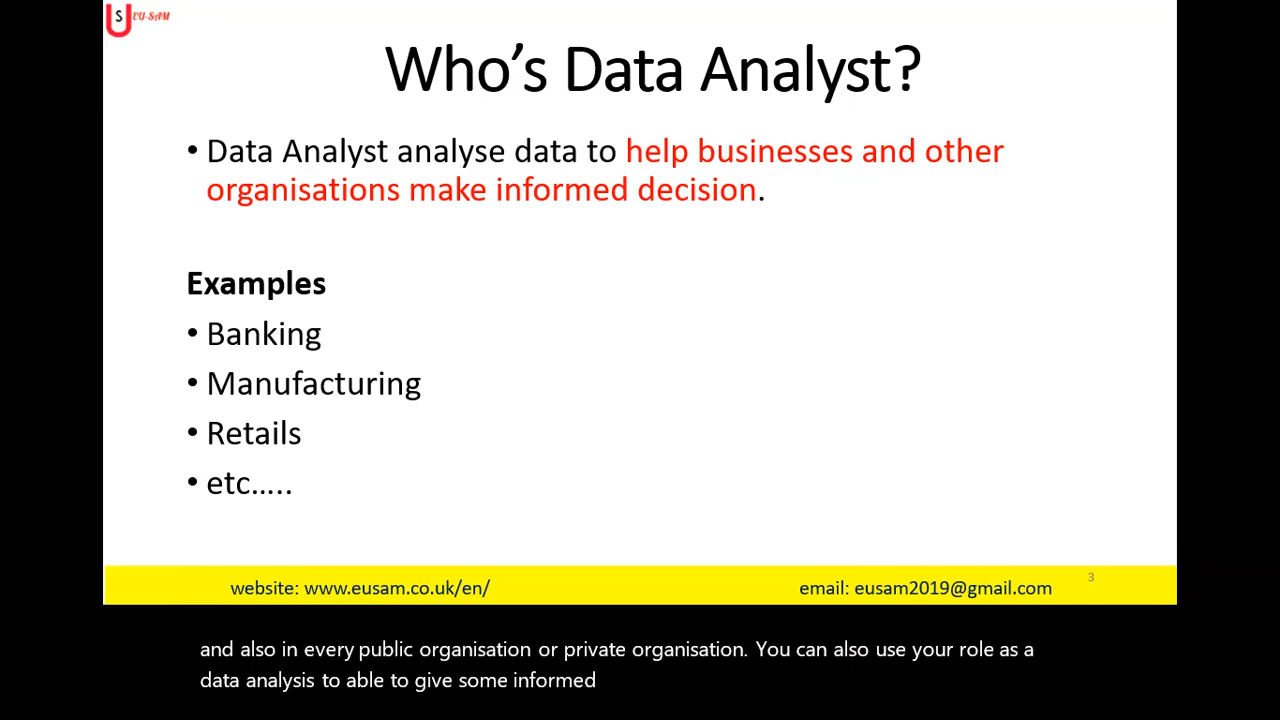 S EU-SAM
Who's Data Analyst?
• Data Analyst analyse data to help businesses and other
organisations make informed decision.
Examples
• Banking
• Manufacturing
• Retails
• etc…..
website: www.eusam.co.uk/en/ email: eusam2019@gmail.com 3
and also in every public organisation or private organisation. You can also use your role as a
data analysis to able to give some informed